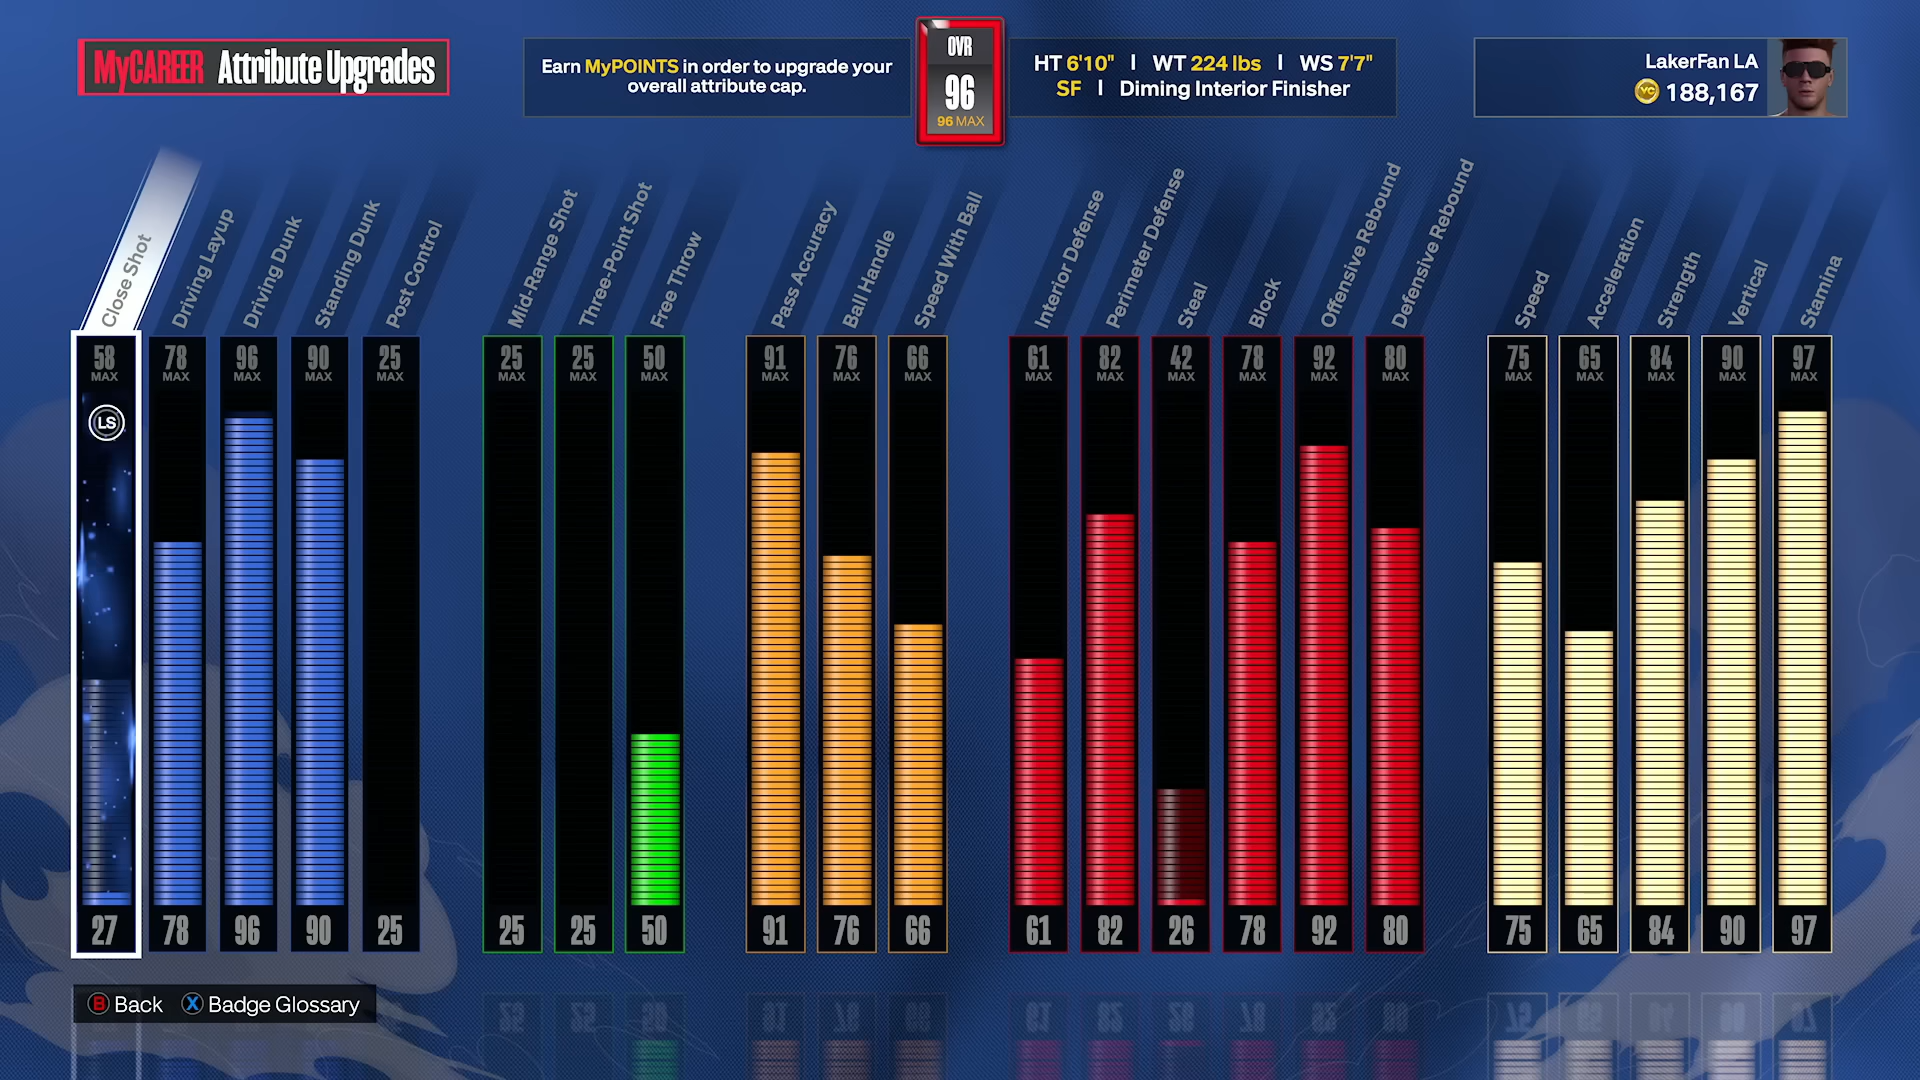 MyCAREER Attribute Upgrades
Earn MyPOINTS in order to upgrade your
overall attribute cap.
OVR
96
96 MAX
HT 6'10" | WT 224 lbs | WS 7'7"
SF | Diming Interior Finisher
LakerFan LA
VC 188,167
Close Shot
Driving Layup
Driving Dunk
Standing Dunk
Post Control
Mid-Range Shot
Three-Point Shot
Free Throw
Pass Accuracy
Ball Handle
Speed With Ball
Interior Defense
Perimeter Defense
Steal
Block
Offensive Rebound
Defensive Rebound
Speed
Acceleration
Strength
Vertical
Stamina
58 78 96 90 25 25 25 50 91 76 66 61 82 42 78 92 80 75 65 84 90 97
MAX MAX MAX MAX MAX MAX MAX MAX MAX MAX MAX MAX MAX MAX MAX MAX MAX MAX MAX MAX MAX MAX
LS
27 78 96 90 25 25 25 50 91 76 66 61 82 26 78 92 80 75 65 84 90 97
B Back X Badge Glossary